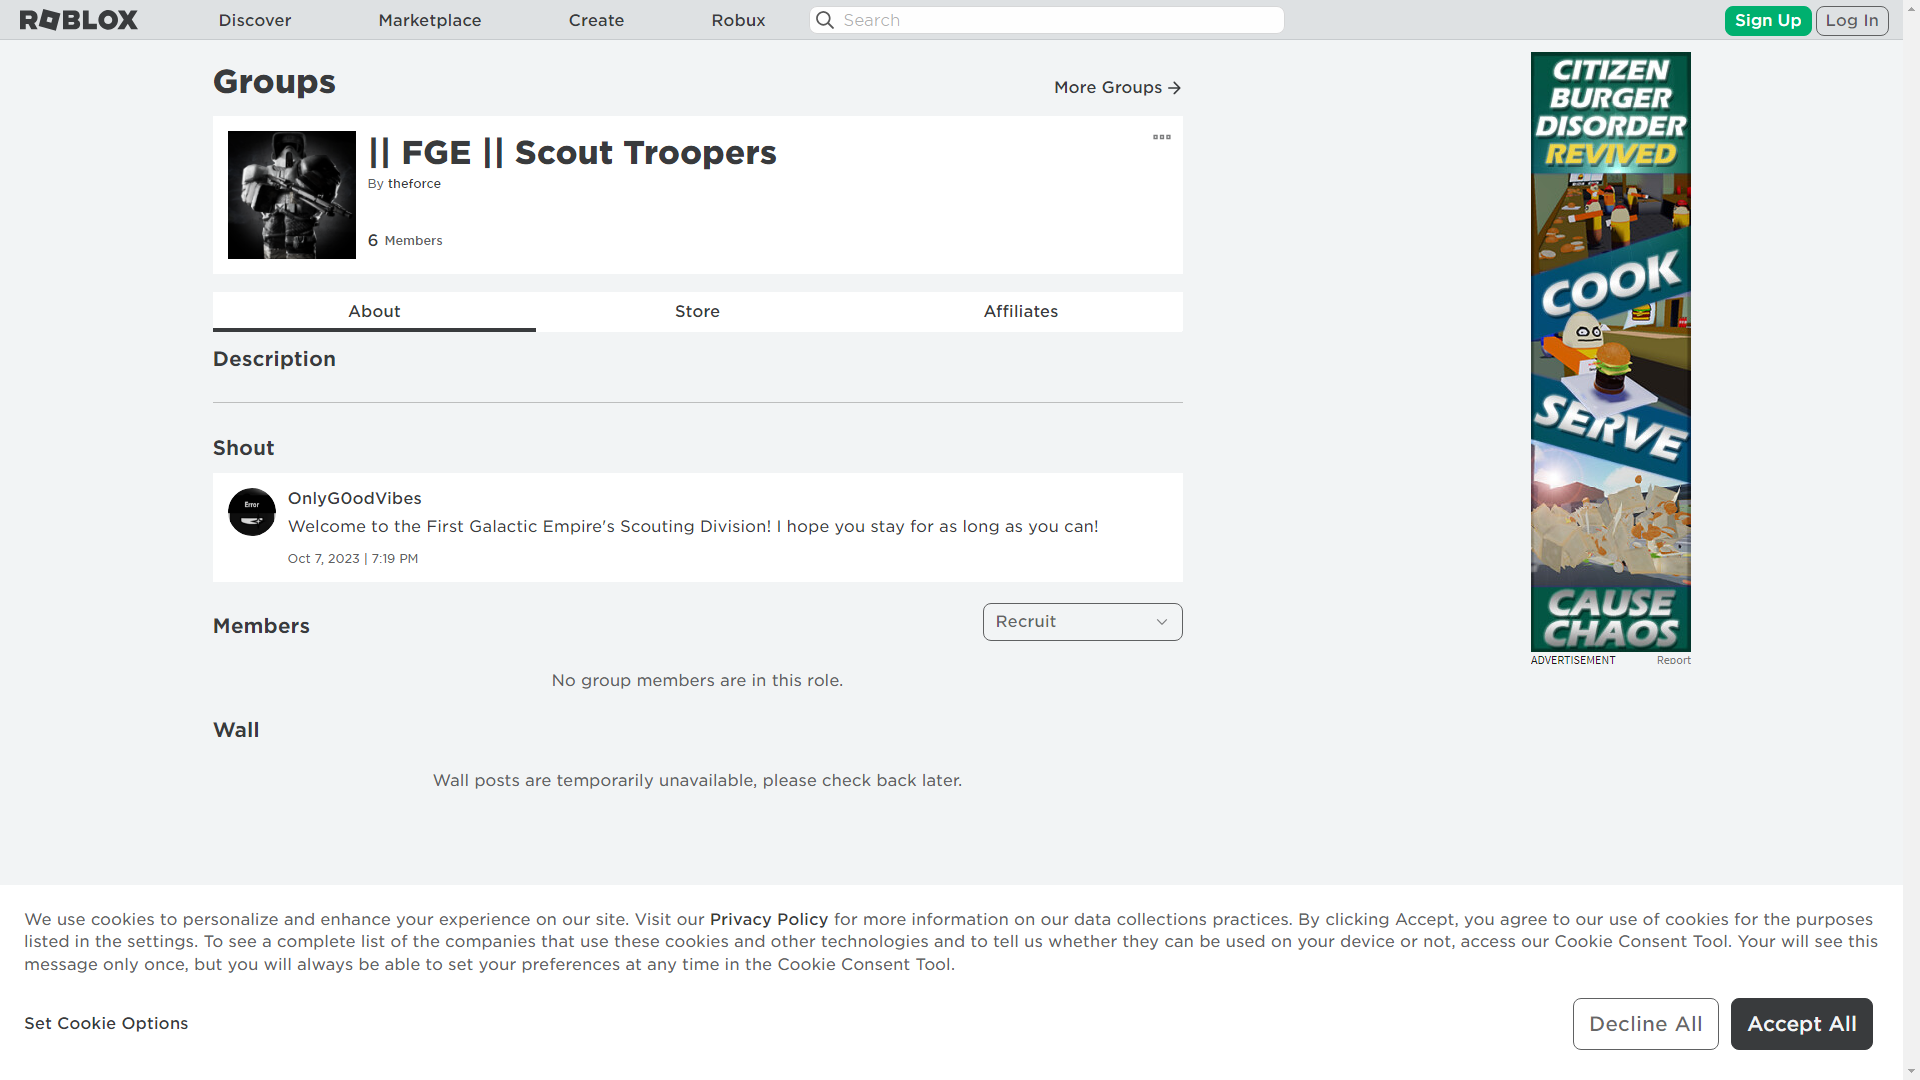 ROBLOX Discover Marketplace Create Robux Search Sign Up Log In
Groups
More Groups
|| FGE || Scout Troopers
By theforce
6 Members
About Store Affiliates
Description
Shout
Error
OnlyG0odVibes
Welcome to the First Galactic Empire's Scouting Division! I hope you stay for as long as you can!
Oct 7, 2023 | 7:19 PM
Members
Recruit
No group members are in this role.
Wall
Wall posts are temporarily unavailable, please check back later.
CITIZEN
BURGER
DISORDER
REVIVED
COOK
SERVE
CAUSE
CHAOS
ADVERTISEMENT Report
We use cookies to personalize and enhance your experience on our site. Visit our Privacy Policy for more information on our data collections practices. By clicking Accept, you agree to our use of cookies for the purposes
listed in the settings. To see a complete list of the companies that use these cookies and other technologies and to tell us whether they can be used on your device or not, access our Cookie Consent Tool. Your will see this
message only once, but you will always be able to set your preferences at any time in the Cookie Consent Tool.
Set Cookie Options
Decline All
Accept All